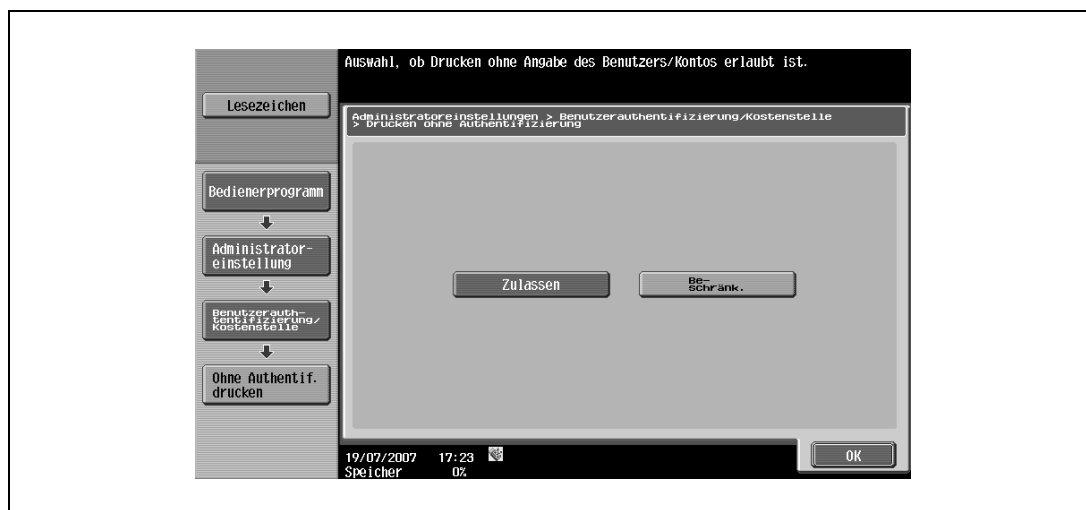 Auswahl, ob Drucken ohne Angabe des Benutzers/Kontos erlaubt ist.
Lesezeichen
Administratoreinstellungen > Benutzerauthentifizierung/Kostenstelle
> Drucken ohne Authentifizierung
Bedienerprogramm
Administrator-
einstellung
Benutzerauth-
tentifizierung/
Kostenstelle
Ohne Authentif.
drucken
Zulassen
Be-
schränk.
19/07/2007 17:23
Speicher 0%
OK